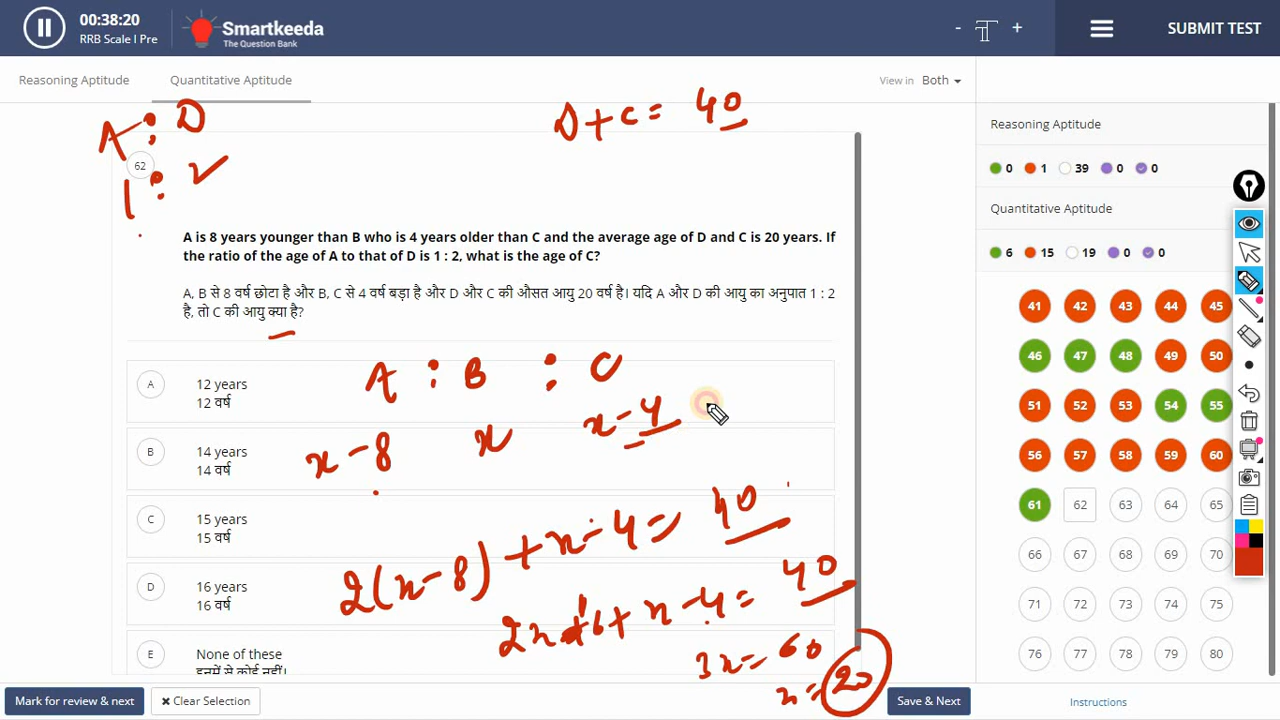 00:38:20
RRB Scale I Pre
Smartkeeda
The Question Bank
- T +
SUBMIT TEST
Reasoning Aptitude
Quantitative Aptitude
View in Both
A : D
1 : 2
D + C = 40
62
A is 8 years younger than B who is 4 years older than C and the average age of D and C is 20 years. If
the ratio of the age of A to that of D is 1 : 2, what is the age of C?
A, B से 8 वर्ष छोटा है और B, C से 4 वर्ष बड़ा है और D और C की औसत आयु 20 वर्ष है। यदि A और D की आयु का अनुपात 1 : 2
है, तो C की आयु क्या है?
A : B : C
x - 8 x x - 4
2(x - 8) + x - 4 = 40
2x - 16 + x - 4 = 40
3x = 60
x = 20
A
12 years
12 वर्ष
B
14 years
14 वर्ष
C
15 years
15 वर्ष
D
16 years
16 वर्ष
E
None of these
इनमें से कोई नहीं।
Mark for review & next
Clear Selection
Save & Next
Reasoning Aptitude
0 1 39 0 0
Quantitative Aptitude
6 15 19 0 0
41 42 43 44 45
46 47 48 49 50
51 52 53 54 55
56 57 58 59 60
61 62 63 64 65
66 67 68 69 70
71 72 73 74 75
76 77 78 79 80
Instructions